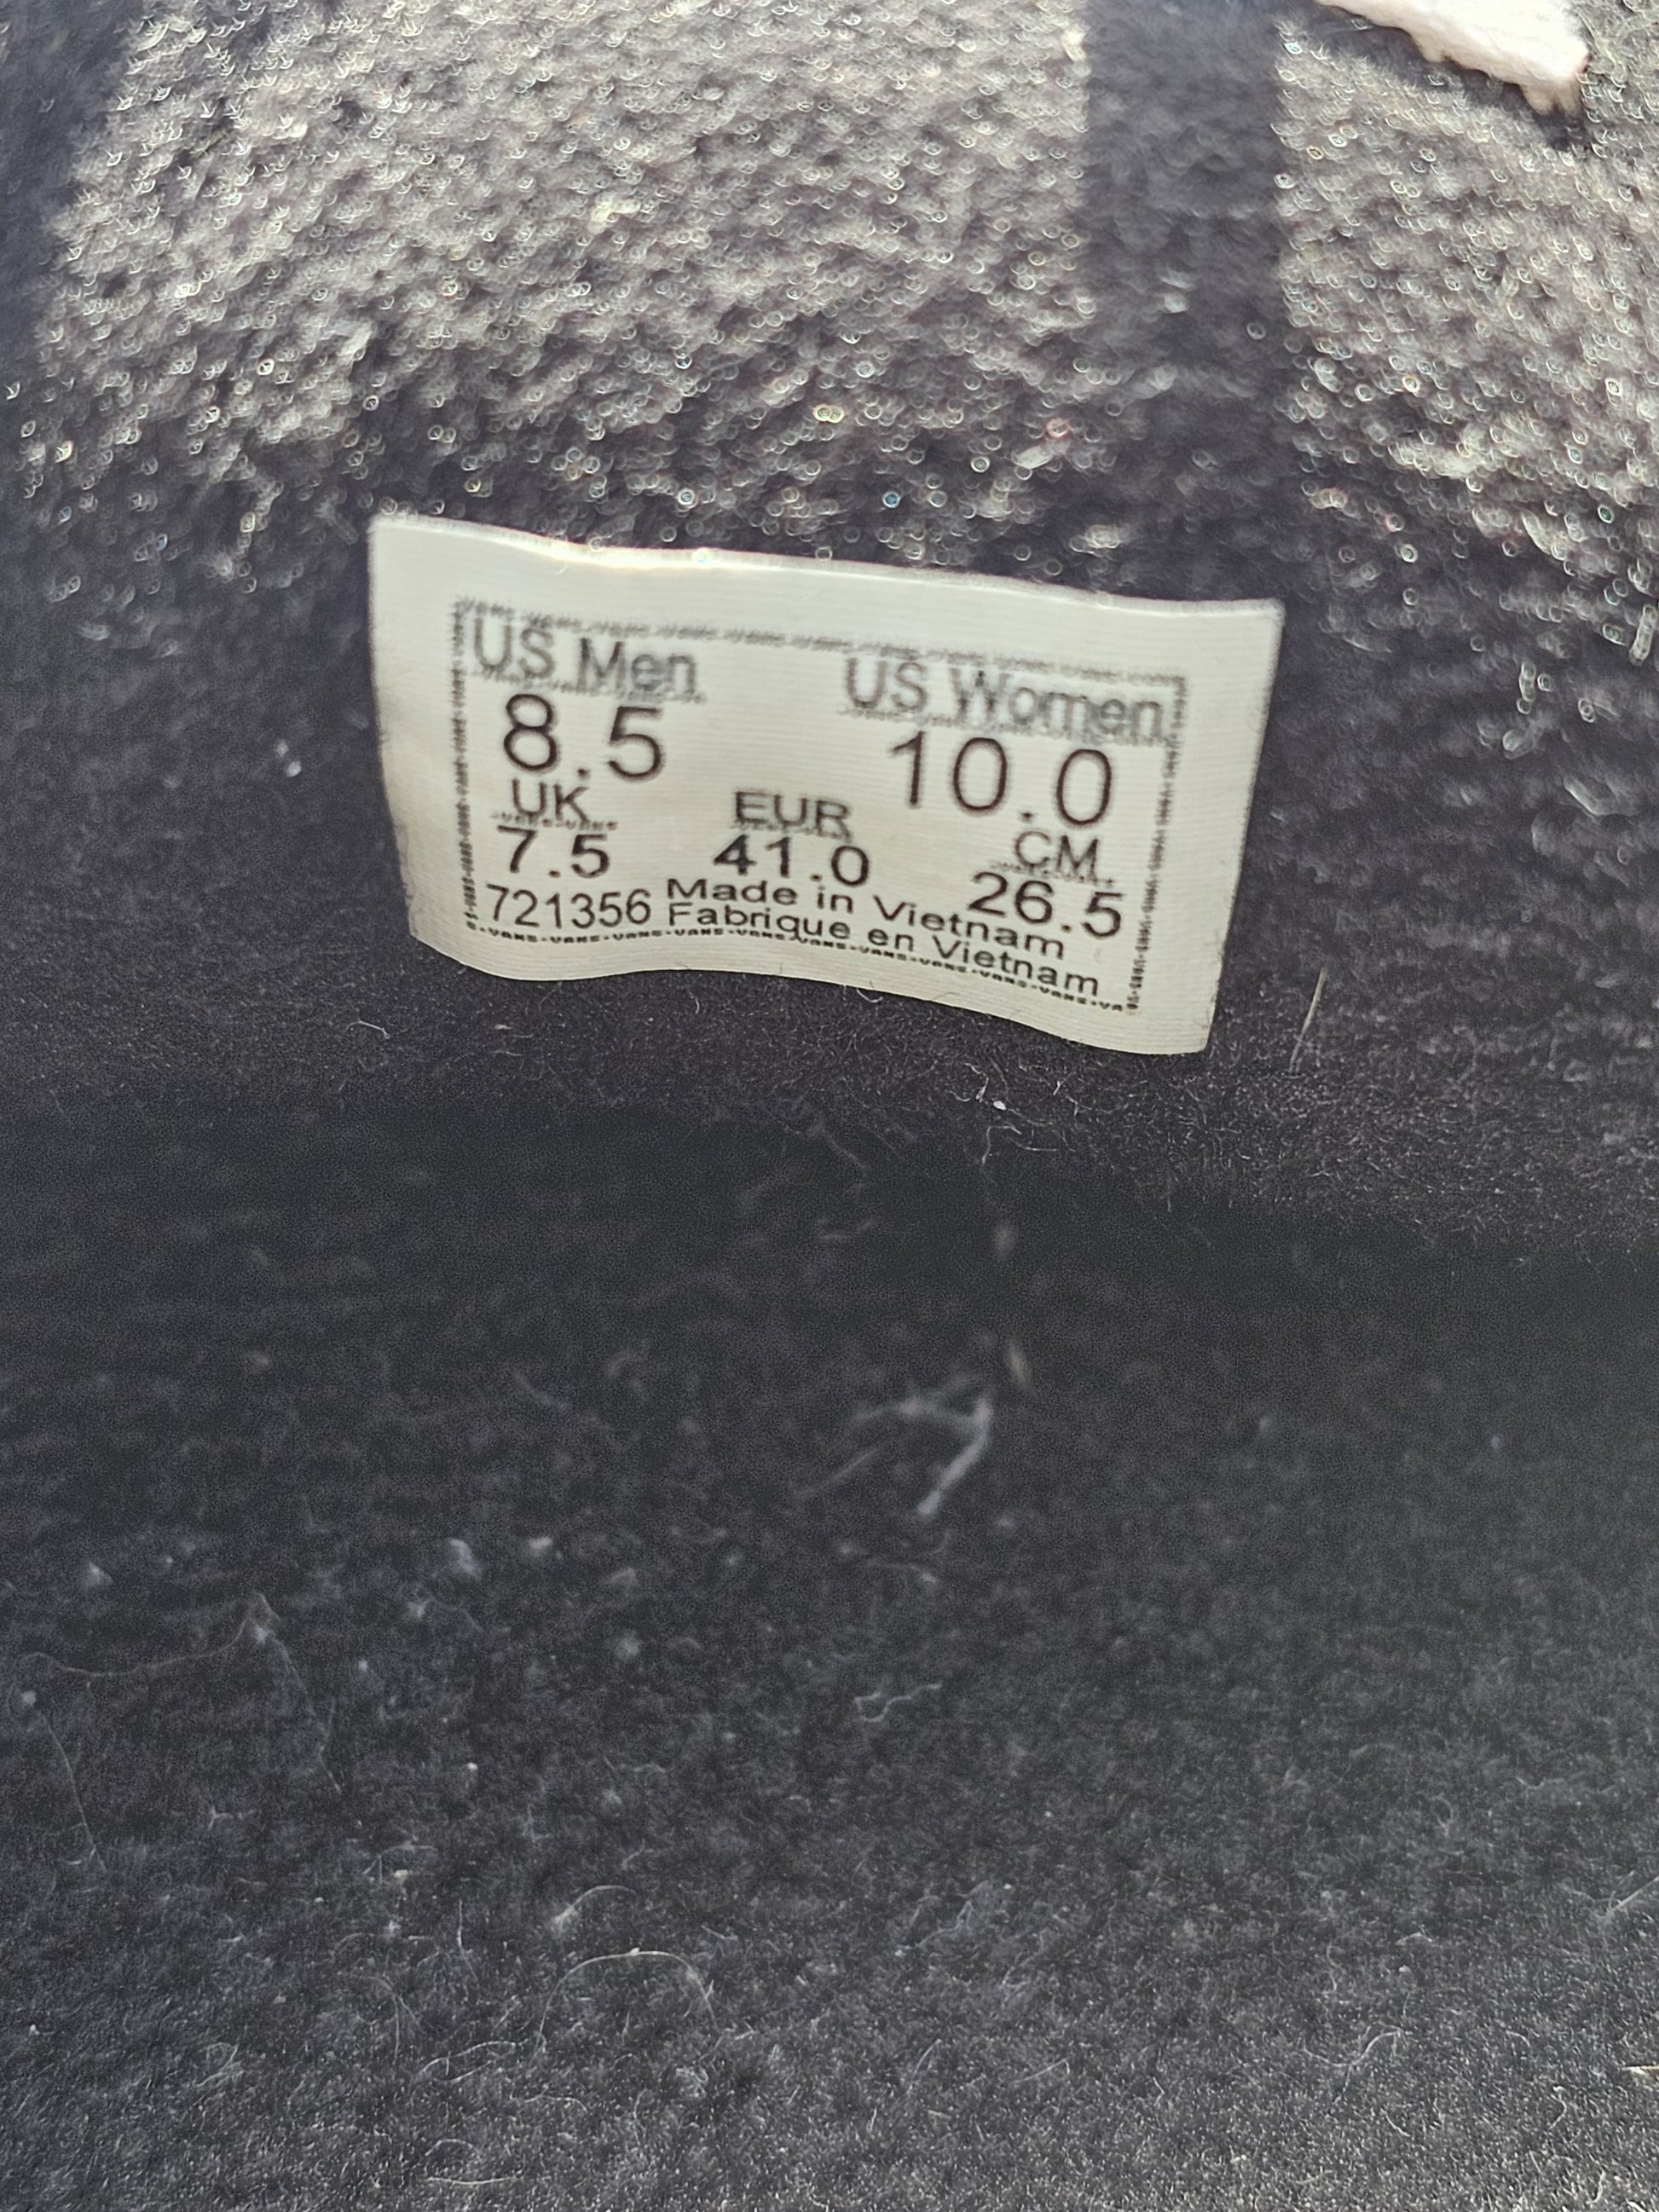 US Men US Women
8.5 10.0
UK EUR CM
7.5 41.0 26.5
721356 Made in Vietnam
Fabrique en Vietnam